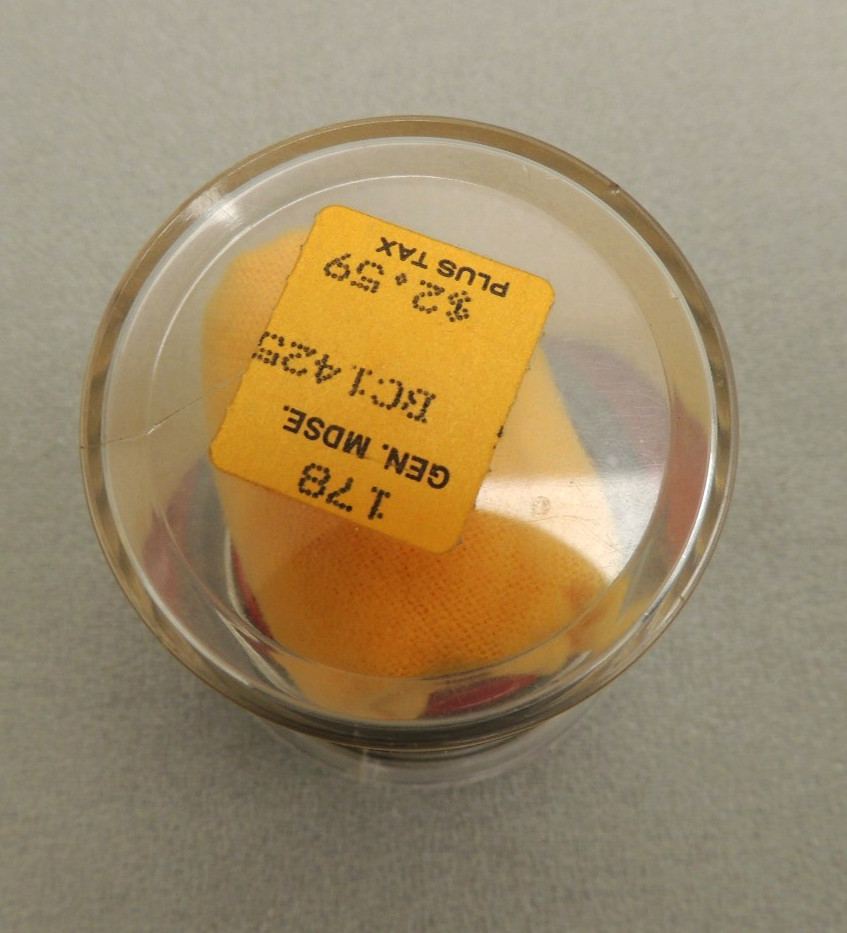 178
GEN. MDSE.
BC1425
$2.59
PLUS TAX